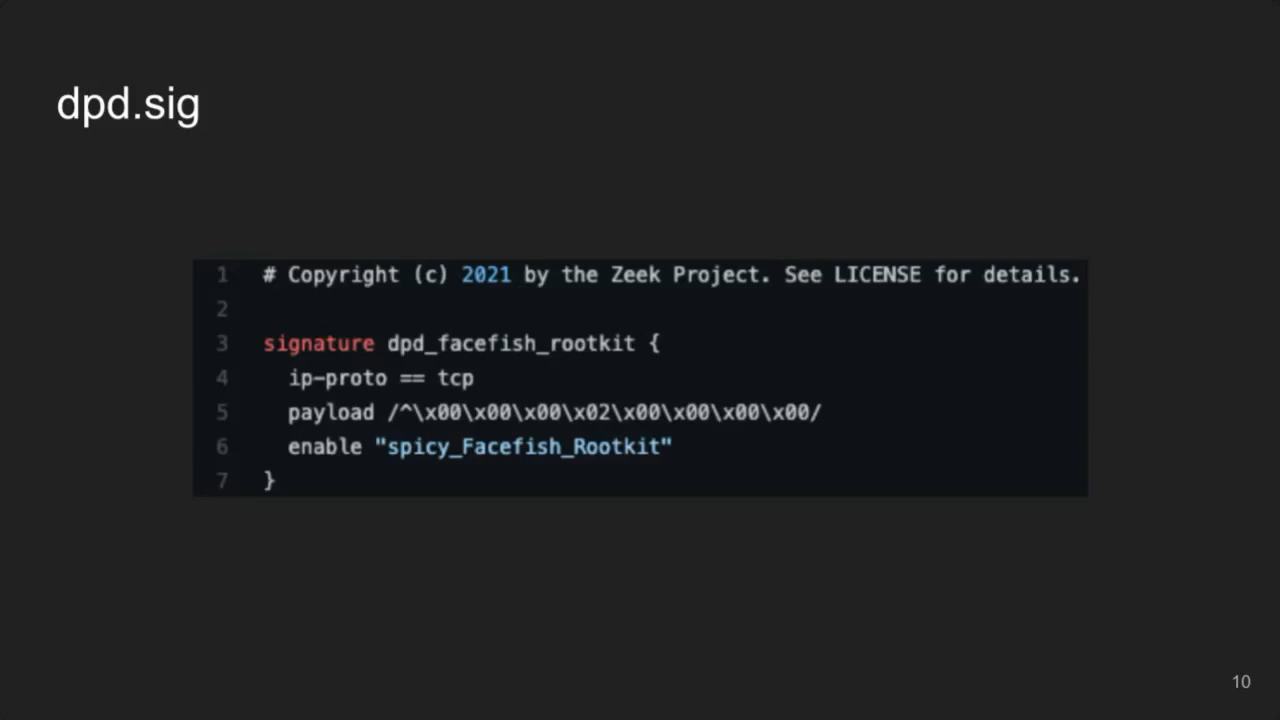 dpd.sig
1 # Copyright (c) 2021 by the Zeek Project. See LICENSE for details.
2
3 signature dpd_facefish_rootkit {
4 ip-proto == tcp
5 payload /^\x00\x00\x00\x02\x00\x00\x00\x00/
6 enable "spicy_Facefish_Rootkit"
7 }
10